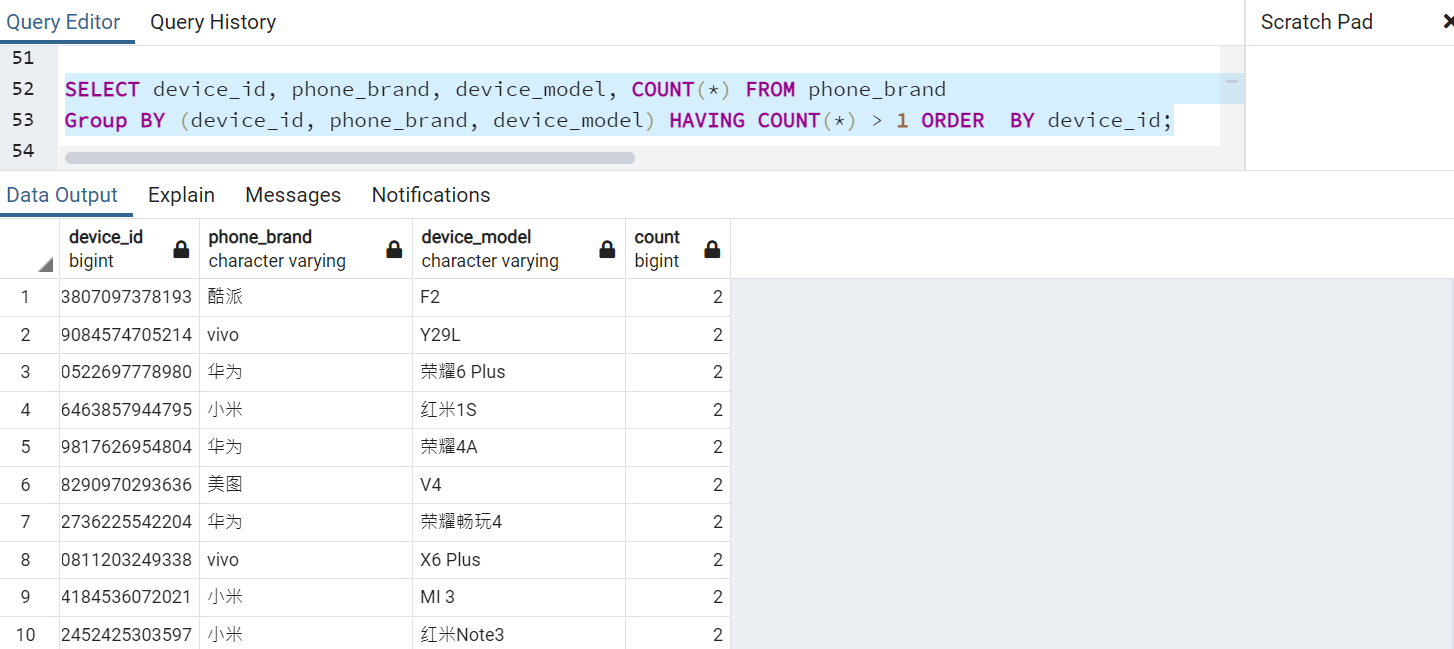 Query Editor Query History Scratch Pad
51
52 SELECT device_id, phone_brand, device_model, COUNT(*) FROM phone_brand
53 Group BY (device_id, phone_brand, device_model) HAVING COUNT(*) > 1 ORDER  BY device_id;
54
Data Output Explain Messages Notifications
device_id phone_brand device_model count
bigint character varying character varying bigint
1 3807097378193 酷派 F2 2
2 9084574705214 vivo Y29L 2
3 0522697778980 华为 荣耀6 Plus 2
4 6463857944795 小米 红米1S 2
5 9817626954804 华为 荣耀4A 2
6 8290970293636 美图 V4 2
7 2736225542204 华为 荣耀畅玩4 2
8 0811203249338 vivo X6 Plus 2
9 4184536072021 小米 MI 3 2
10 2452425303597 小米 红米Note3 2